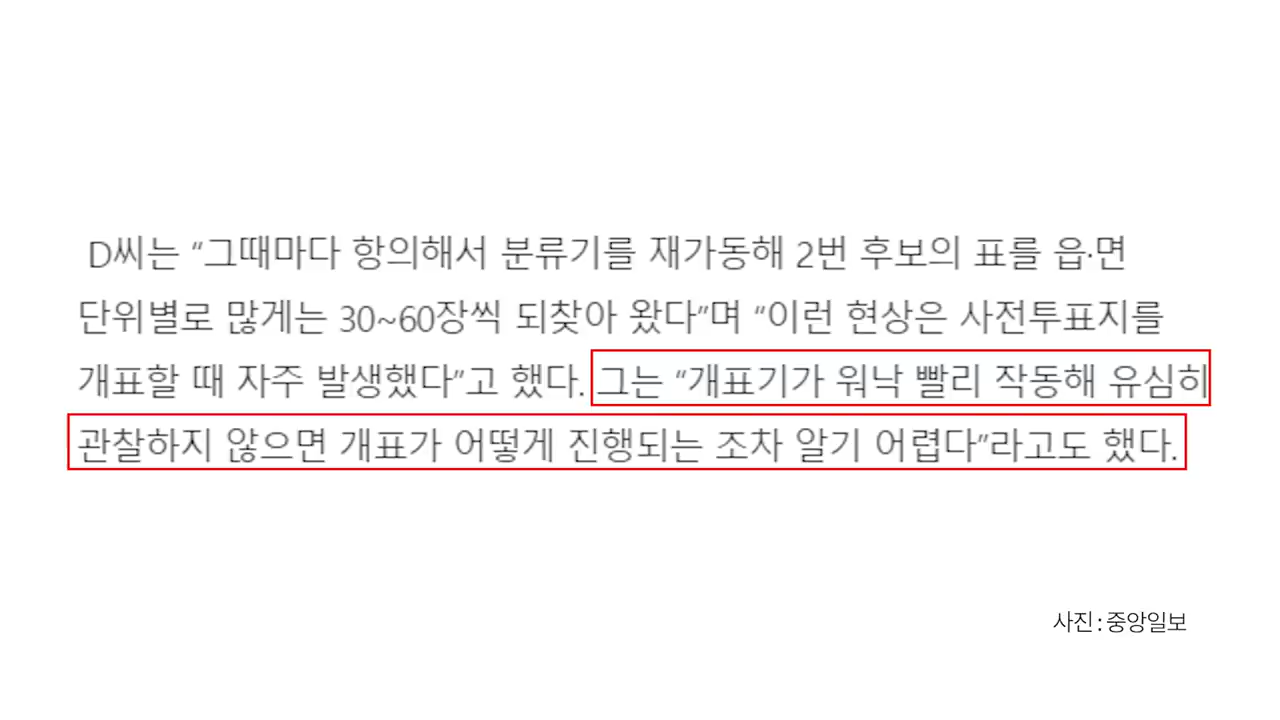 D씨는 “그때마다 항의해서 분류기를 재가동해 2번 후보의 표를 읍·면
단위별로 많게는 30~60장씩 되찾아 왔다”며 “이런 현상은 사전투표지를
개표할 때 자주 발생했다”고 했다. 그는 “개표기가 워낙 빨리 작동해 유심히
관찰하지 않으면 개표가 어떻게 진행되는 조차 알기 어렵다”라고도 했다.
사진 : 중앙일보